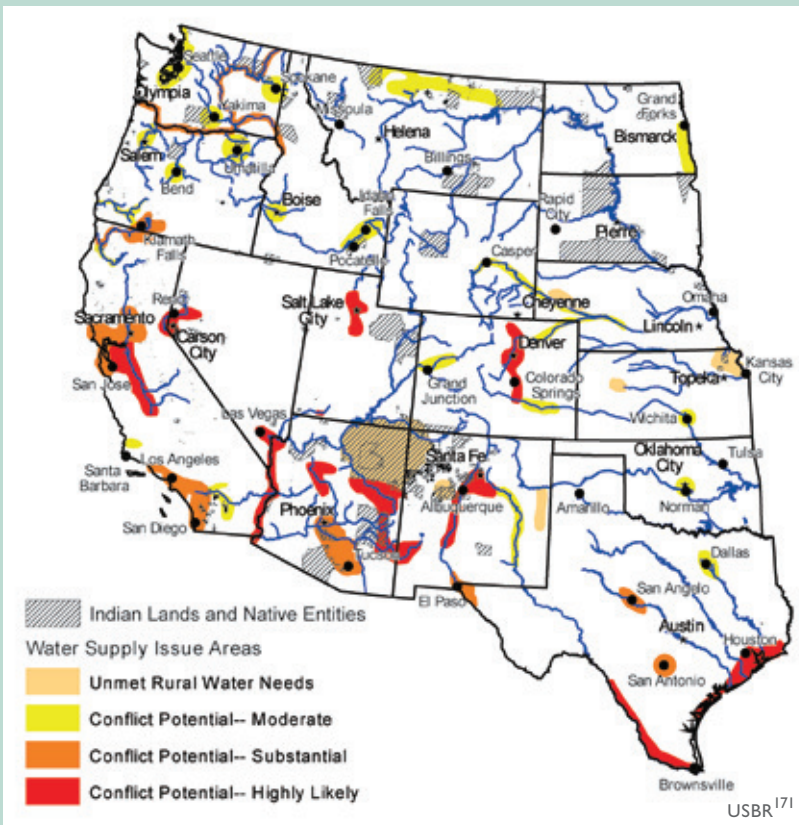 Seattle
Spokane
Olympia
Yakima
Missoula
Helena
Grand
Forks
Bismarck
Salem
Umatilla
Billings
Bend
Boise
Idaho
Falls
Rapid
City
Pierre
Klamath
Falls
Pocatello
Casper
Reno
Salt Lake
City
Cheyenne
Omaha
Sacramento
Carson
City
Lincoln
Denver
San Jose
Grand
Junction
Colorado
Springs
Topeka
Kansas
City
Las Vegas
Wichita
Los Angeles
Santa Fe
Oklahoma
City
Tulsa
Santa
Barbara
Phoenix
Albuquerque
Amarillo
Norman
San Diego
Tucson
Dallas
El Paso
San Angelo
Austin
Houston
San Antonio
Brownsville
Indian Lands and Native Entities
Water Supply Issue Areas
Unmet Rural Water Needs
Conflict Potential-- Moderate
Conflict Potential-- Substantial
Conflict Potential-- Highly Likely
USBR171